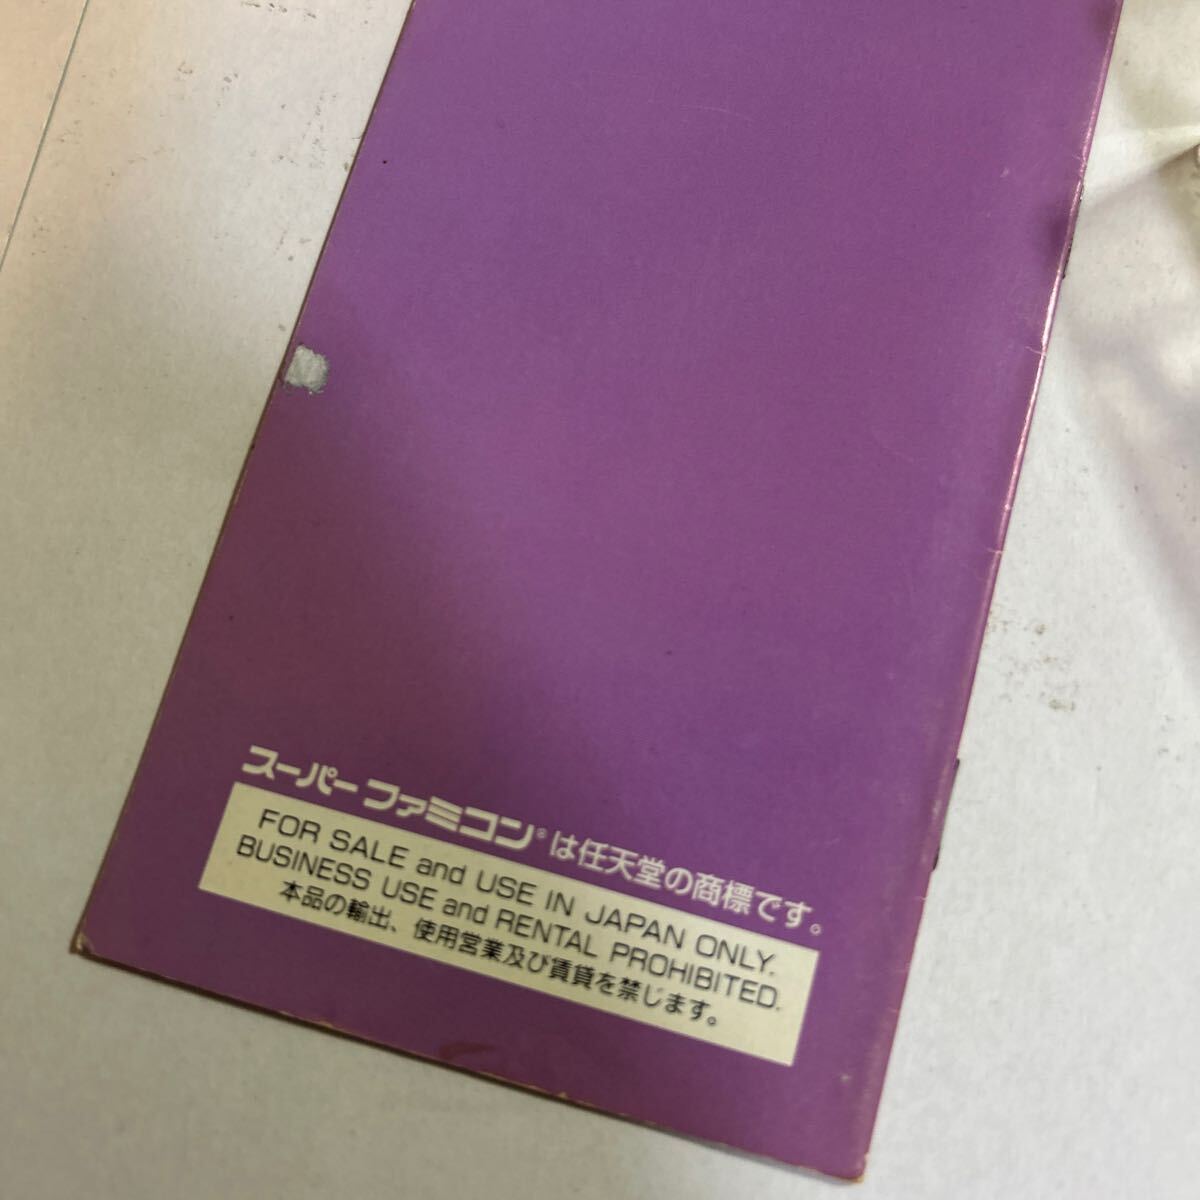 スーパーファミコン®は任天堂の商標です。
FOR SALE and USE IN JAPAN ONLY.
BUSINESS USE and RENTAL PROHIBITED.
本品の輸出、使用営業及び賃貸を禁じます。